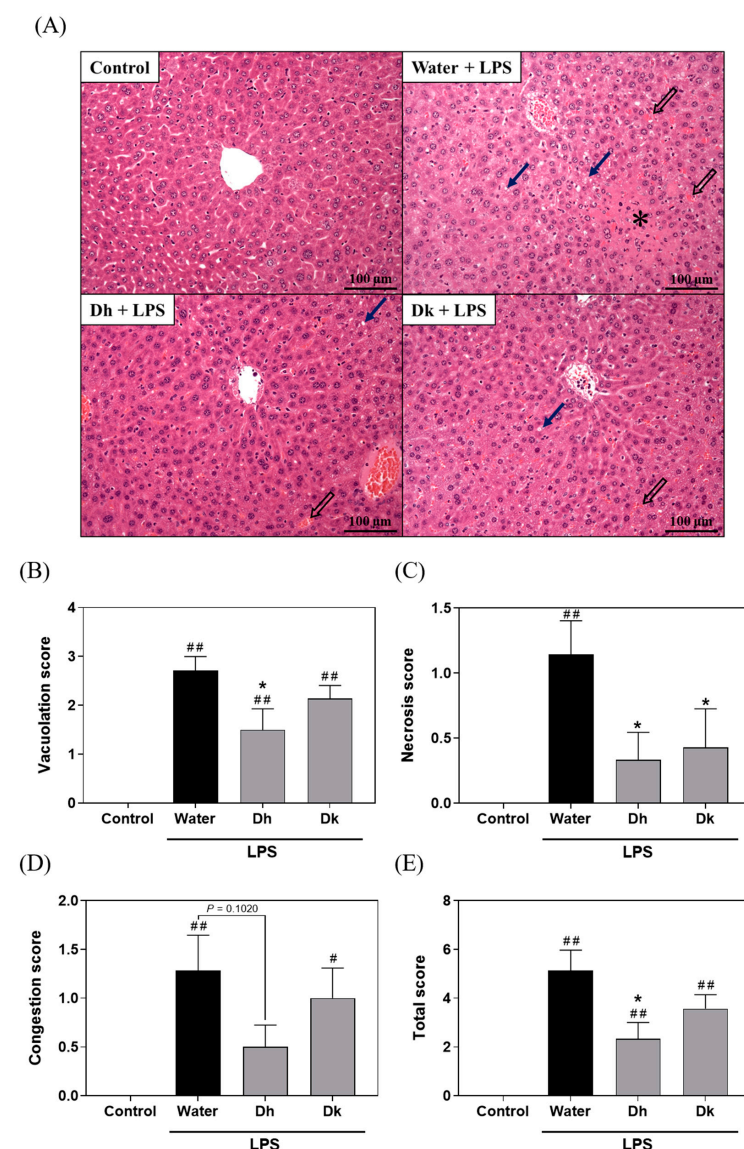 (A)
Control
Water + LPS
100 µm
100 µm
*
Dh + LPS
Dk + LPS
100 µm
100 µm
(B)
(C)
4
3
2
1
0
Vacuolation score
##
*
##
##
Control
Water
Dh
Dk
LPS
1.5
1.0
0.5
0.0
Necrosis score
##
*
*
Control
Water
Dh
Dk
LPS
(D)
(E)
2.0
1.5
1.0
0.5
0.0
Congestion score
P = 0.1020
##
#
Control
Water
Dh
Dk
LPS
8
6
4
2
0
Total score
##
*
##
##
Control
Water
Dh
Dk
LPS